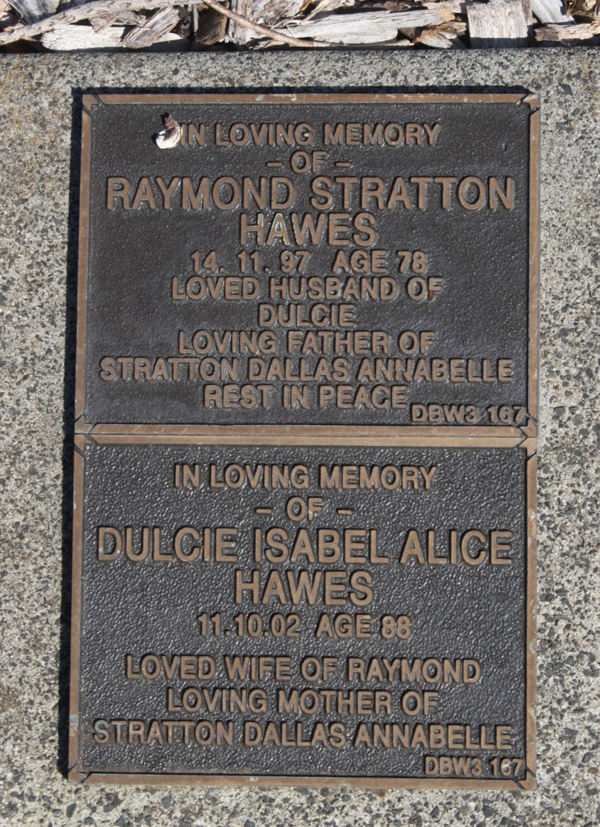 IN LOVING MEMORY
- OF -
RAYMOND STRATTON
HAWES
14. 11. 97 AGE 78
LOVED HUSBAND OF
DULCIE
LOVING FATHER OF
STRATTON DALLAS ANNABELLE
REST IN PEACE
DBW3 167
IN LOVING MEMORY
- OF -
DULCIE ISABEL ALICE
HAWES
11.10.02 AGE 88
LOVED WIFE OF RAYMOND
LOVING MOTHER OF
STRATTON DALLAS ANNABELLE
DBW3 167